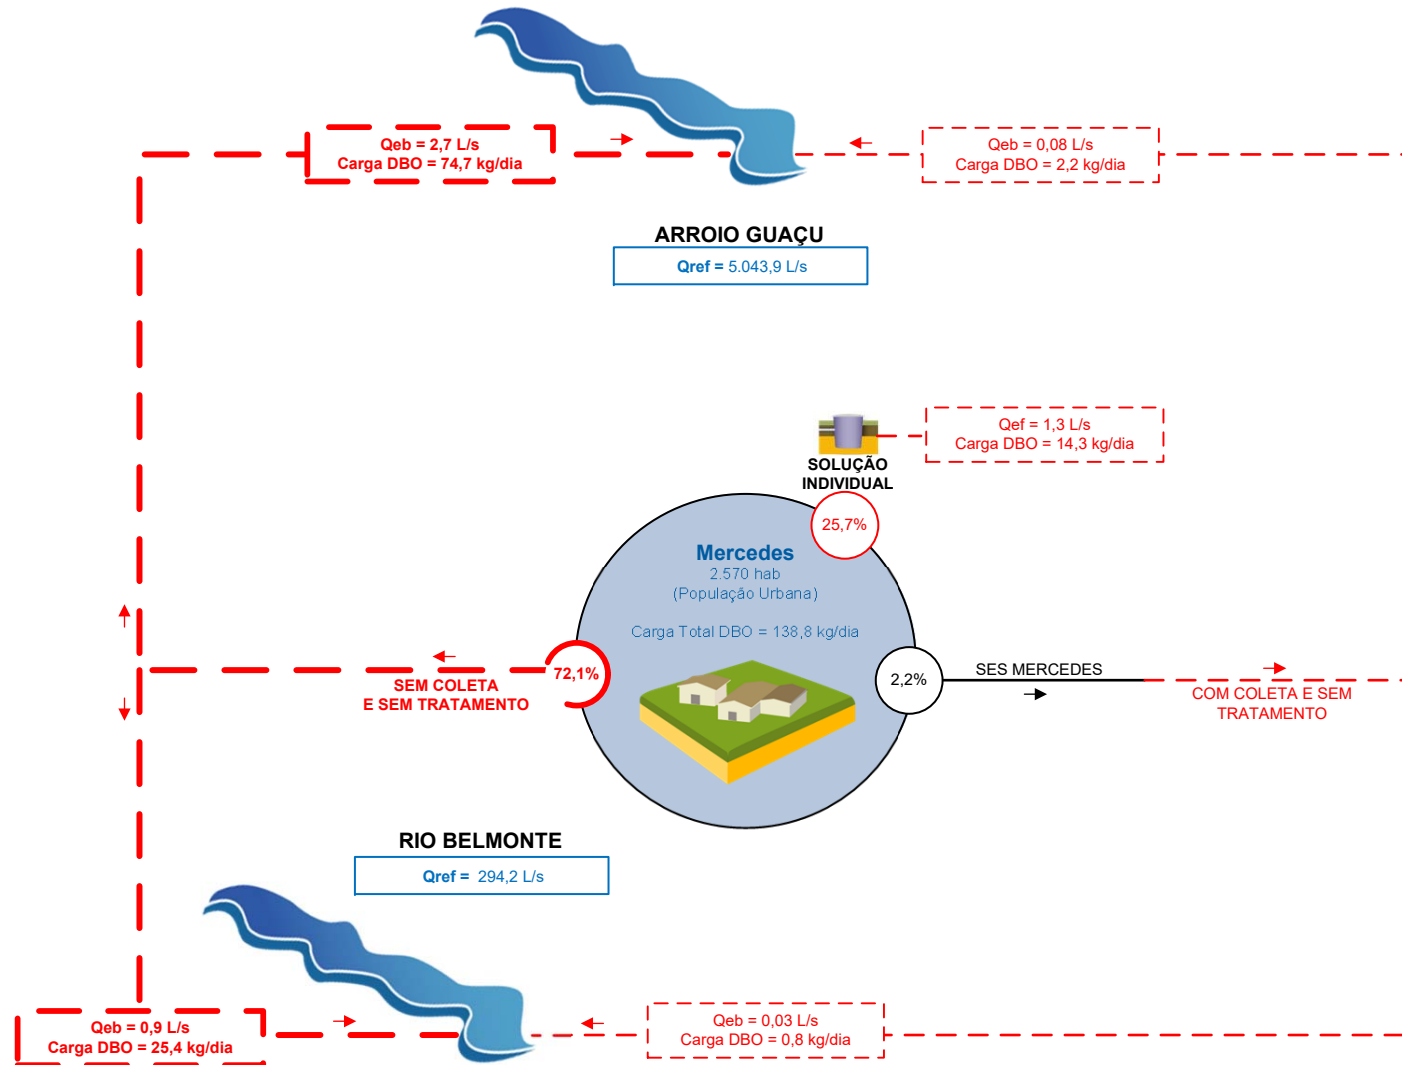 Qeb = 2,7 L/s
Carga DBO = 74,7 kg/dia
Qeb = 0,08 L/s
Carga DBO = 2,2 kg/dia
ARROIO GUAÇU
Qref = 5.043,9 L/s
Qef = 1,3 L/s
Carga DBO = 14,3 kg/dia
SOLUÇÃO
INDIVIDUAL
25,7%
Mercedes
2.570 hab
(População Urbana)
Carga Total DBO = 138,8 kg/dia
72,1%
SEM COLETA
E SEM TRATAMENTO
2,2%
SES MERCEDES
COM COLETA E SEM
TRATAMENTO
RIO BELMONTE
Qref = 294,2 L/s
Qeb = 0,9 L/s
Carga DBO = 25,4 kg/dia
Qeb = 0,03 L/s
Carga DBO = 0,8 kg/dia